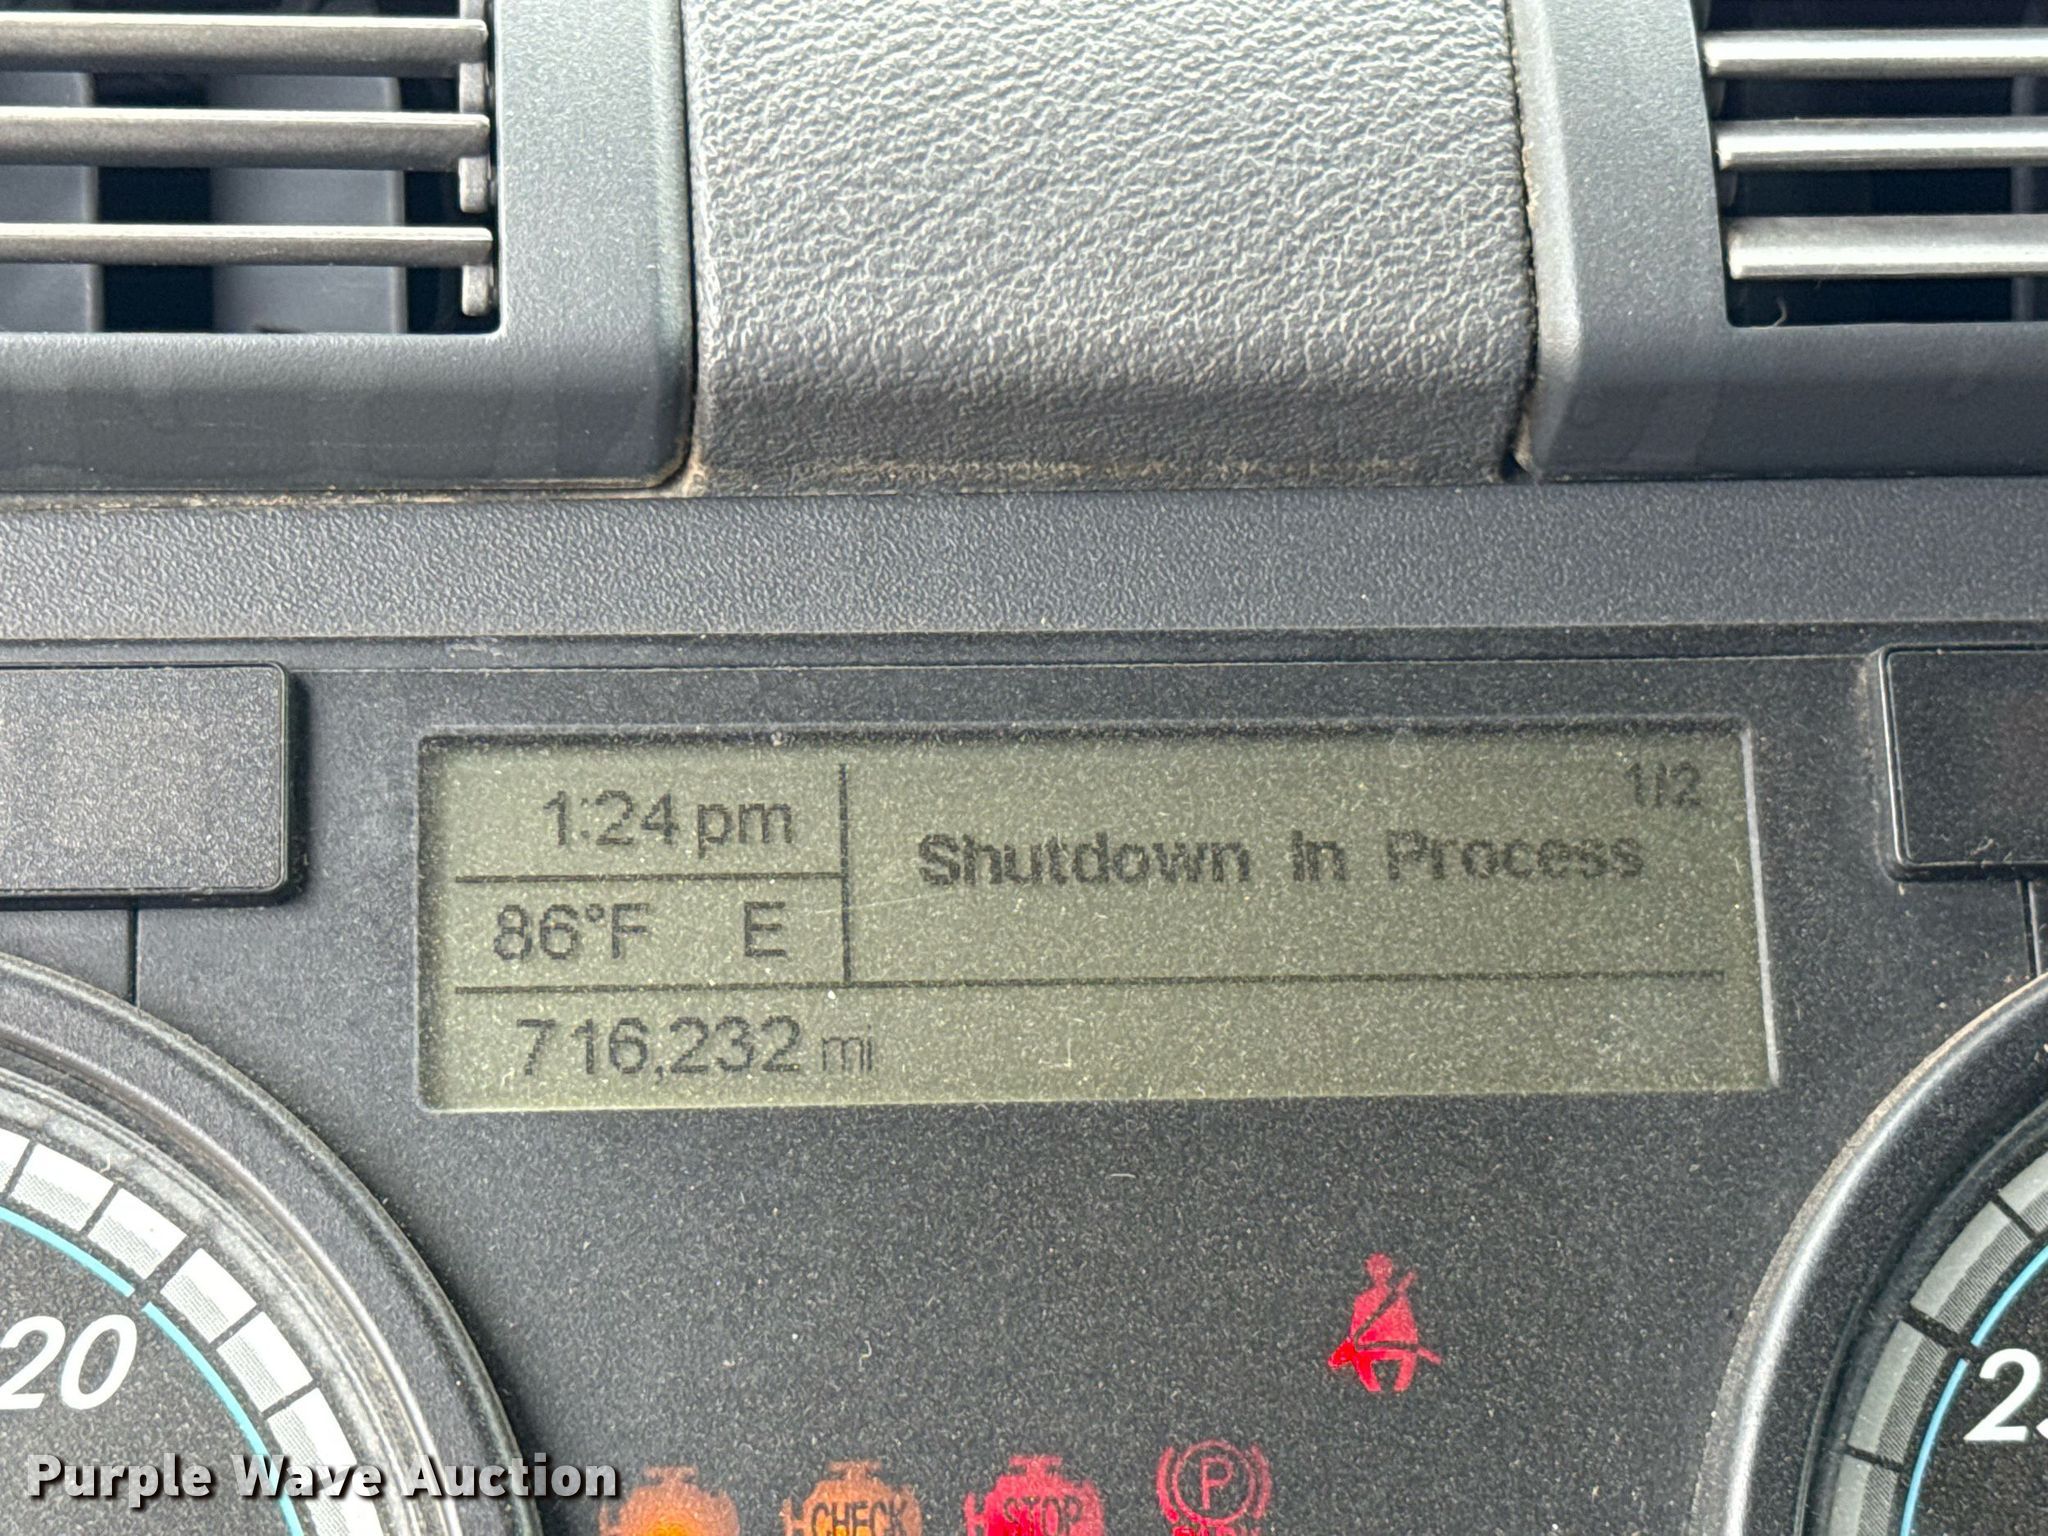 1/2
1:24 pm
Shutdown In Process
86°F E
716,232 mi
20
CHECK
STOP
P
Purple Wave Auction